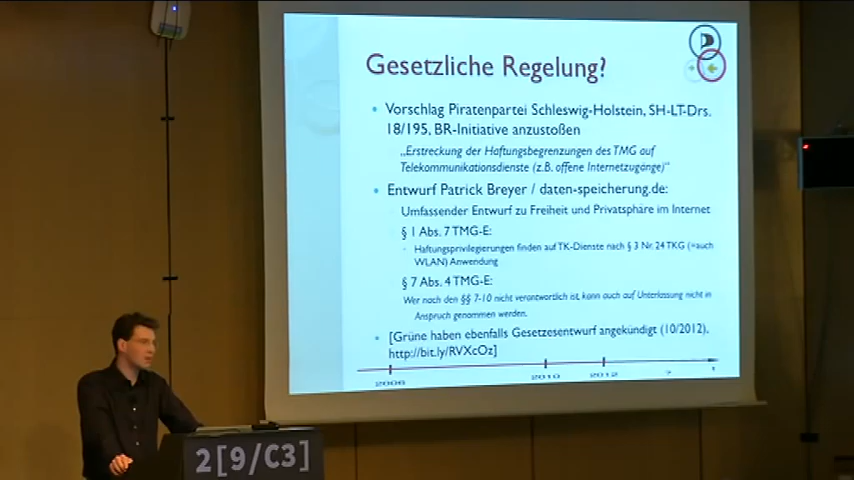 Gesetzliche Regelung?
• Vorschlag Piratenpartei Schleswig-Holstein, SH-LT-Drs.
18/195, BR-Initiative anzustoßen
„Erstreckung der Haftungsbegrenzungen des TMG auf
Telekommunikationsdienste (z.B. offene Internetzugänge)“
• Entwurf Patrick Breyer / daten-speicherung.de:
Umfassender Entwurf zu Freiheit und Privatsphäre im Internet
§ 1 Abs. 7 TMG-E:
Haftungsprivilegierungen finden auf TK-Dienste nach § 3 Nr. 24 TKG (=auch
WLAN) Anwendung
§ 7 Abs. 4 TMG-E:
Wer nach den §§ 7-10 nicht verantwortlich ist, kann auch auf Unterlassung nicht in
Anspruch genommen werden.
• [Grüne haben ebenfalls Gesetzesentwurf angekündigt (10/2012),
http://bit.ly/RVXcOz]
2006 2010 2012 ?
2[9/C3]